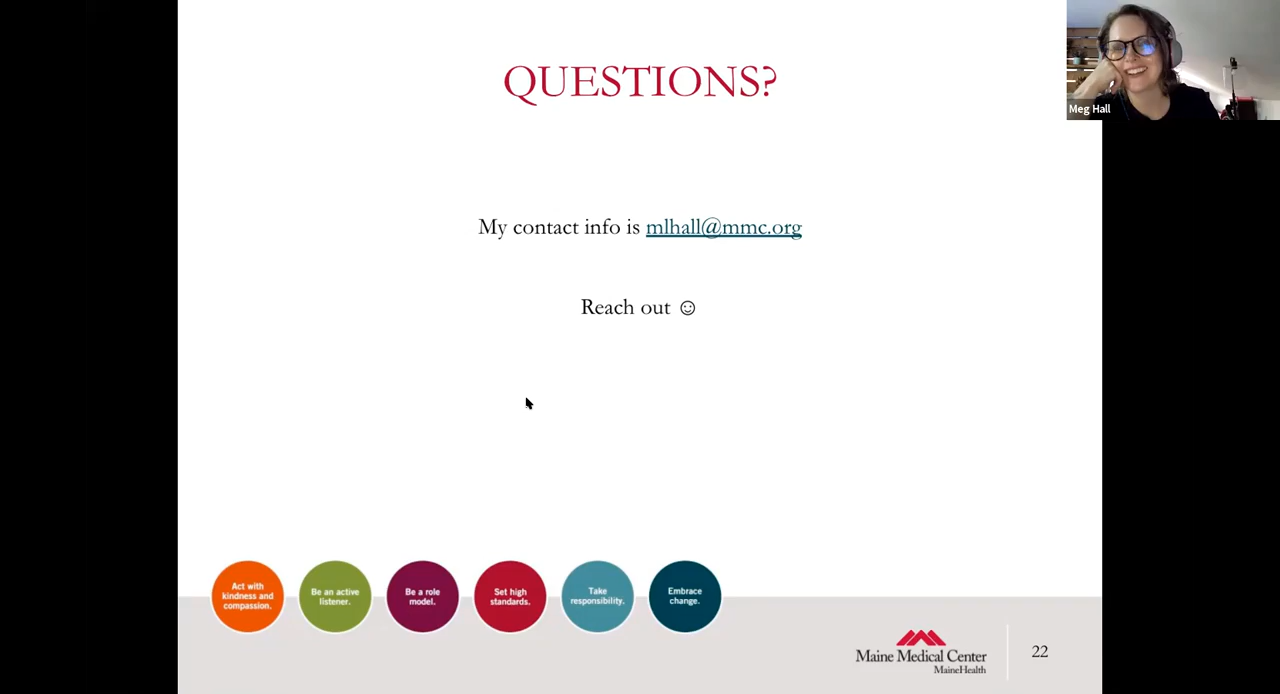 QUESTIONS?
Meg Hall
My contact info is mlhall@mmc.org
Reach out ☺
Act with
kindness and
compassion.
Be an active
listener.
Be a role
model.
Set high
standards.
Take
responsibility.
Embrace
change.
Maine Medical Center
MaineHealth
22